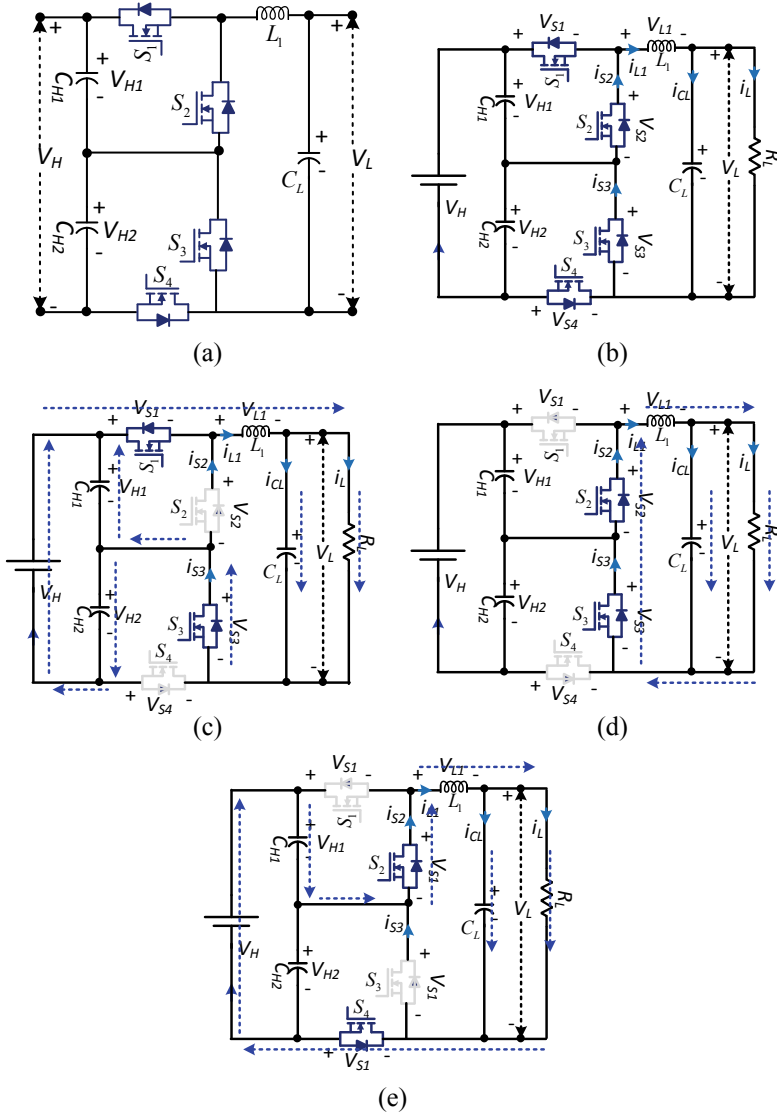 S1
L1
+
+
+
CH1
VH1
-
S2
VH
+
CL
-
VL
+
CH2
VH2
-
S3
S4
-
-
(a)
VS1
VL1
+ - + -
S1
iL1
L1
+
iS2
iCL
iL
+
CH1
VH1
-
+
S2
VS2
-
RL
+
CL
-
VL
VH
iS3
+
CH2
VH2
-
+
S3
VS3
-
S4
-
+ -
VS4
(b)
VS1
VL1
+ - + -
S1
iL1
L1
+
iS2
iCL
iL
+
CH1
VH1
-
+
S2
VS2
-
RL
+
CL
-
VL
VH
iS3
+
CH2
VH2
-
+
S3
VS3
-
S4
-
+ -
VS4
(c)
VS1
VL1
+ - + -
S1
iL1
L1
+
iS2
iCL
iL
+
CH1
VH1
-
+
S2
VS2
-
RL
+
CL
-
VL
VH
iS3
+
CH2
VH2
-
+
S3
VS3
-
S4
-
+ -
VS4
(d)
VS1
VL1
+ - + -
S1
iL1
L1
+
iS2
iCL
iL
+
CH1
VH1
-
+
S2
VS1
-
RL
+
CL
-
VL
VH
iS3
+
CH2
VH2
-
+
S3
VS1
-
S4
-
+ -
VS1
(e)